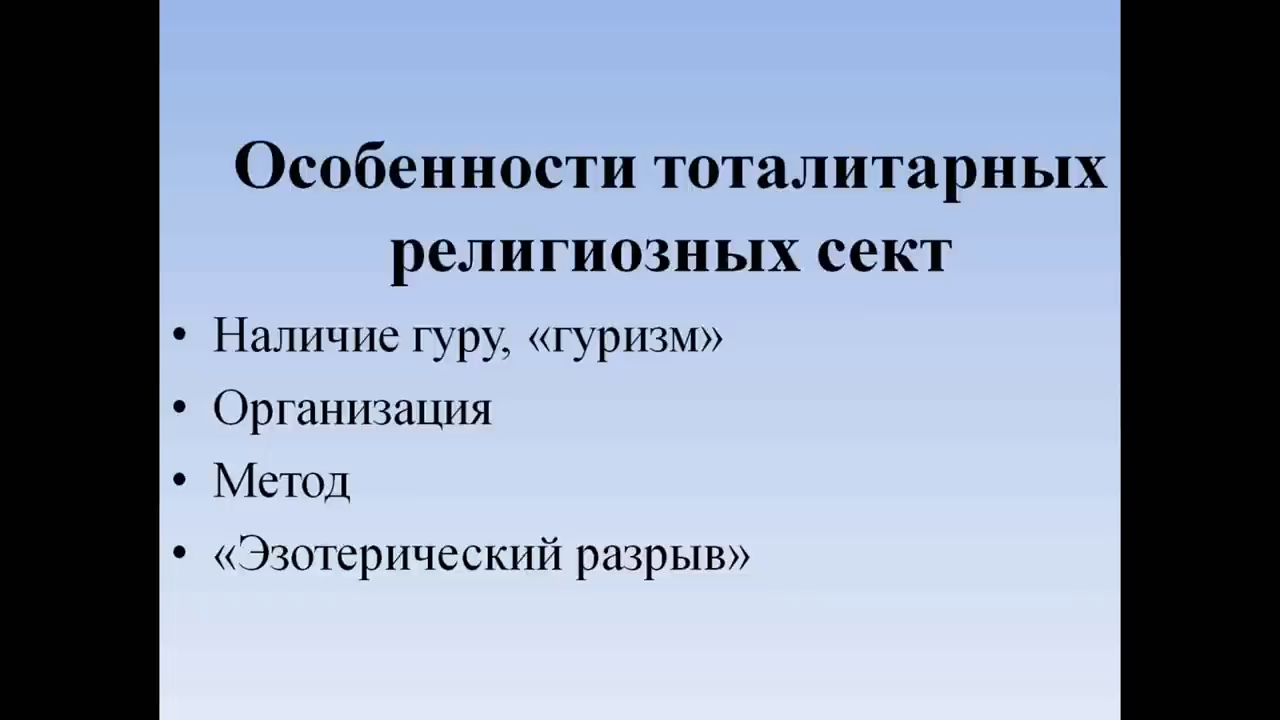 Особенности тоталитарных
религиозных сект
• Наличие гуру, «гуризм»
• Организация
• Метод
• «Эзотерический разрыв»